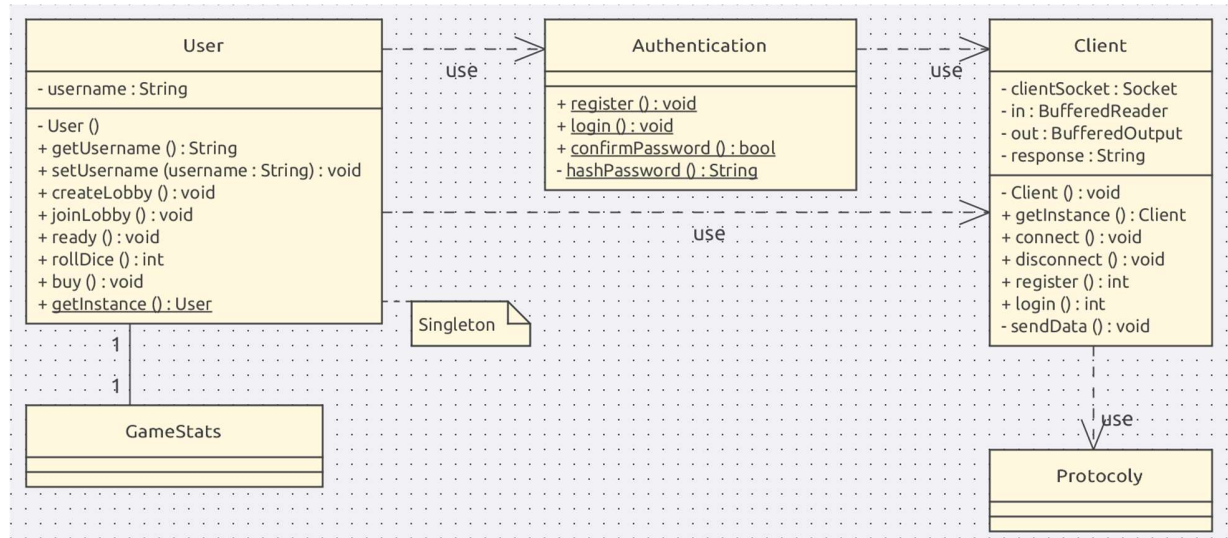 User
- username : String
- User ()
+ getUsername () : String
+ setUsername (username : String) : void
+ createLobby () : void
+ joinLobby () : void
+ ready () : void
+ rollDice () : int
+ buy () : void
+ getInstance () : User
use
Authentication
+ register () : void
+ login () : void
+ confirmPassword () : bool
- hashPassword () : String
use
Client
- clientSocket : Socket
- in : BufferedReader
- out : BufferedOutput
- response : String
- Client () : void
+ getInstance () : Client
+ connect () : void
+ disconnect () : void
+ register () : int
+ login () : int
- sendData () : void
use
Singleton
1
1
GameStats
use
Protocoly